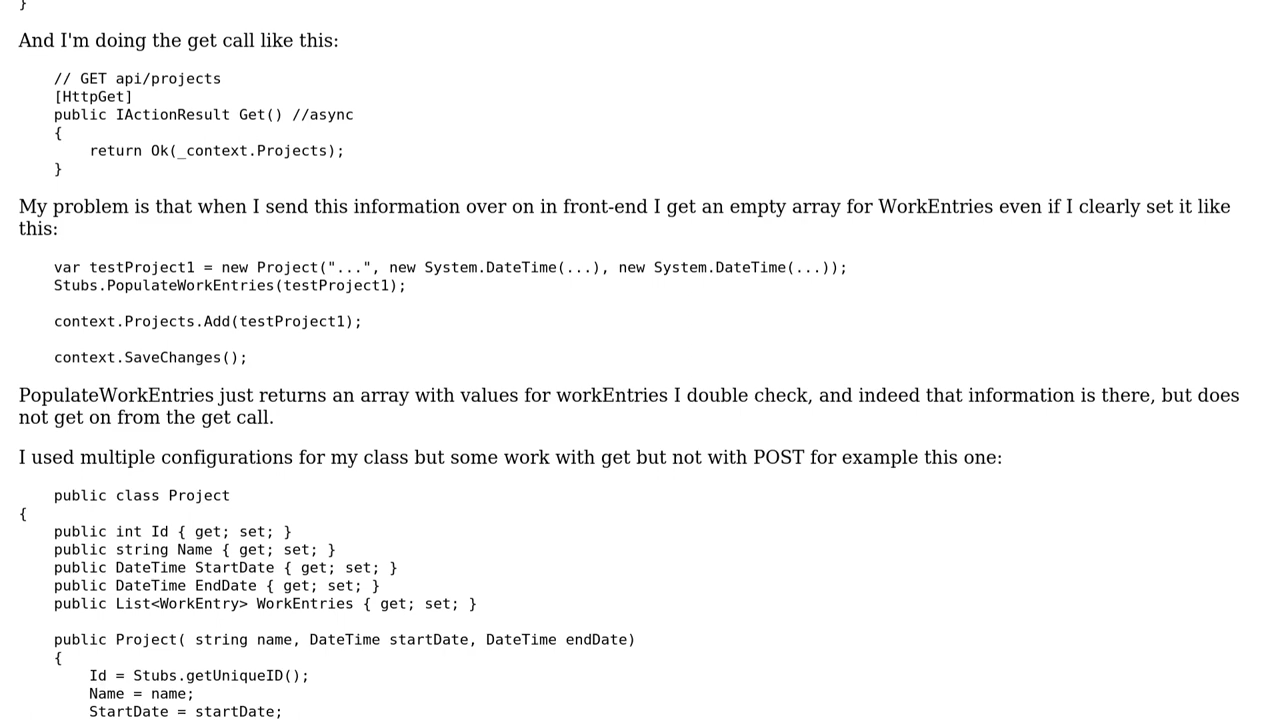 }
And I'm doing the get call like this:
// GET api/projects
[HttpGet]
public IActionResult Get() //async
{
return Ok(_context.Projects);
}
My problem is that when I send this information over on in front-end I get an empty array for WorkEntries even if I clearly set it like
this:
var testProject1 = new Project("...", new System.DateTime(...), new System.DateTime(...));
Stubs.PopulateWorkEntries(testProject1);
context.Projects.Add(testProject1);
context.SaveChanges();
PopulateWorkEntries just returns an array with values for workEntries I double check, and indeed that information is there, but does
not get on from the get call.
I used multiple configurations for my class but some work with get but not with POST for example this one:
public class Project
{
public int Id { get; set; }
public string Name { get; set; }
public DateTime StartDate { get; set; }
public DateTime EndDate { get; set; }
public List<WorkEntry> WorkEntries { get; set; }
public Project( string name, DateTime startDate, DateTime endDate)
{
Id = Stubs.getUniqueID();
Name = name;
StartDate = startDate;